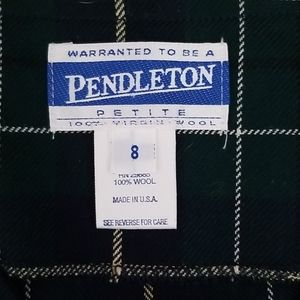 WARRANTED TO BE A
PENDLETON
PETITE
100% VIRGIN WOOL
8
100% WOOL
MADE IN U.S.A.
SEE REVERSE FOR CARE